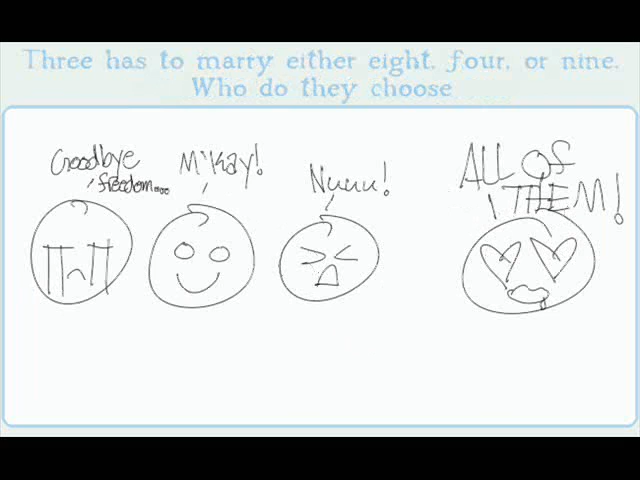 Three has to marry either eight, four, or nine.
Who do they choose
Goodbye
freedom...
M'Kay!
Nuuu!
ALL Of
THEM!